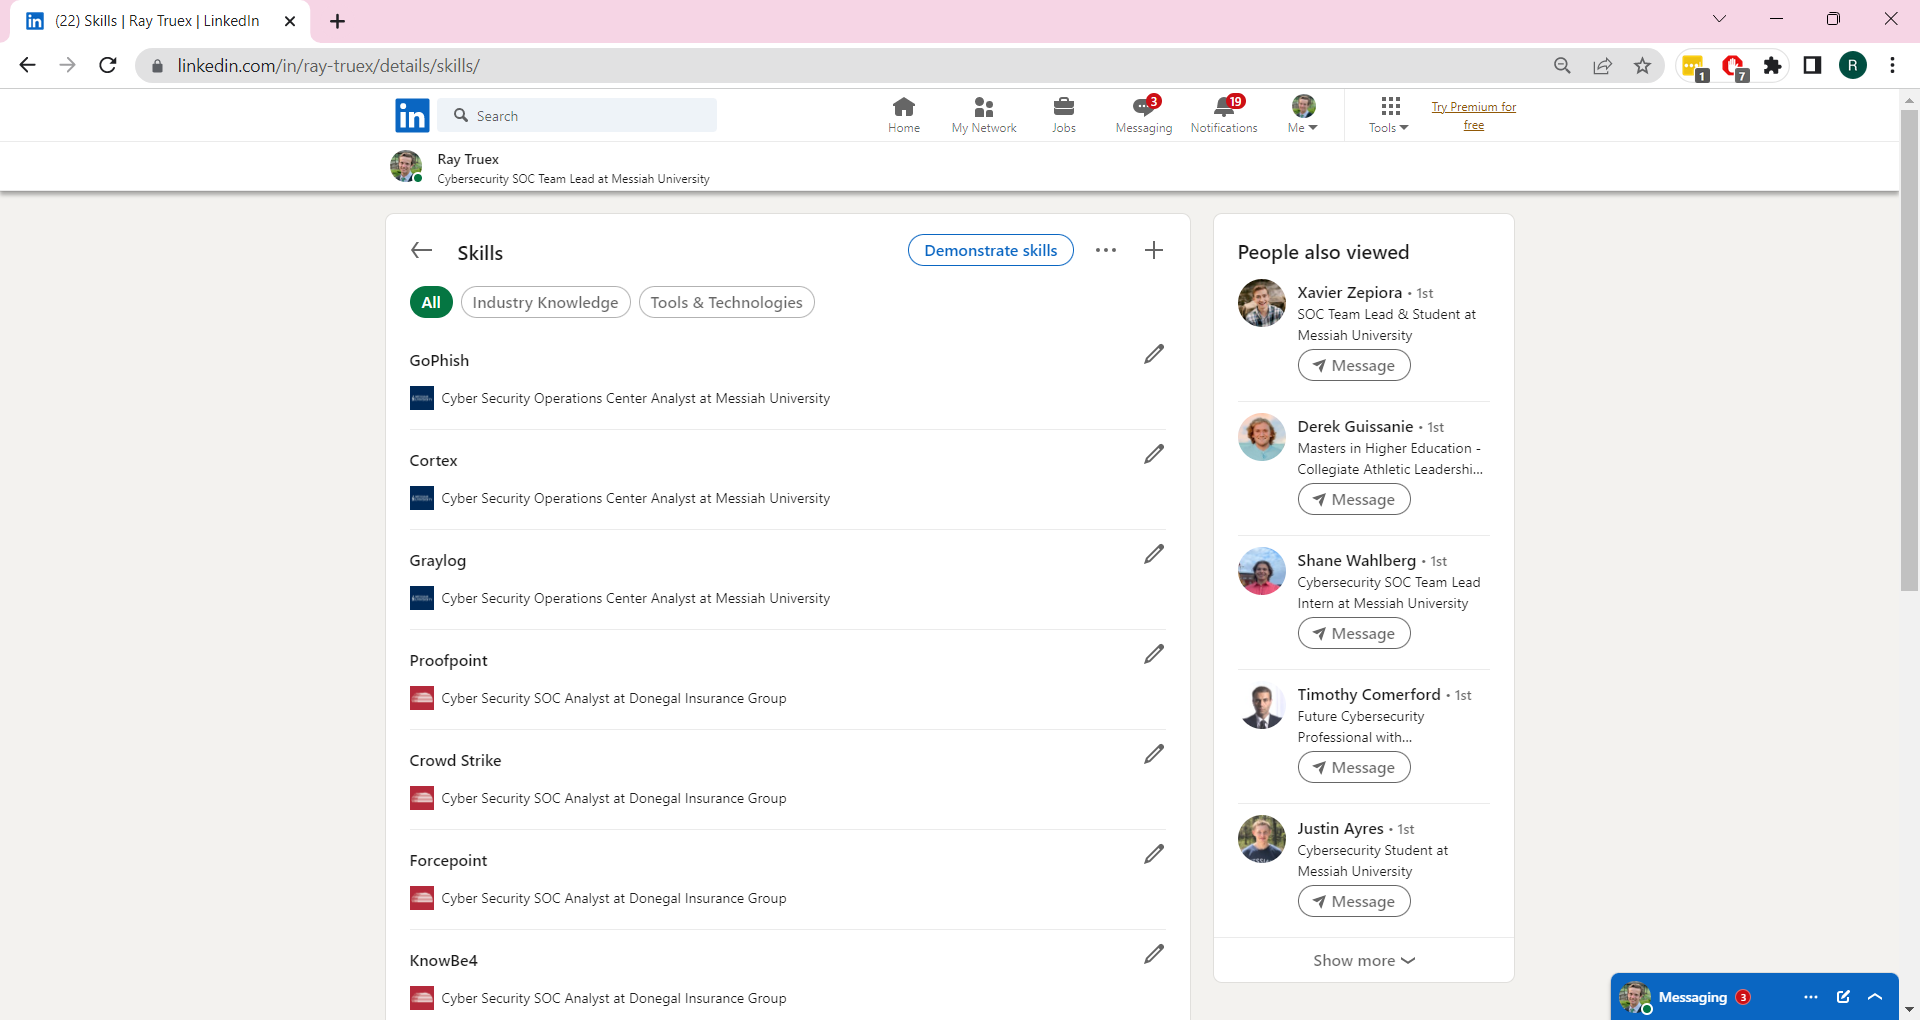 (22) Skills | Ray Truex | LinkedIn
linkedin.com/in/ray-truex/details/skills/
1
7
R
in
Search
Home
My Network
Jobs
3
Messaging
19
Notifications
Me
Tools
Try Premium for
free
Ray Truex
Cybersecurity SOC Team Lead at Messiah University
Skills
Demonstrate skills
All
Industry Knowledge
Tools & Technologies
GoPhish
Cyber Security Operations Center Analyst at Messiah University
Cortex
Cyber Security Operations Center Analyst at Messiah University
Graylog
Cyber Security Operations Center Analyst at Messiah University
Proofpoint
Cyber Security SOC Analyst at Donegal Insurance Group
Crowd Strike
Cyber Security SOC Analyst at Donegal Insurance Group
Forcepoint
Cyber Security SOC Analyst at Donegal Insurance Group
KnowBe4
Cyber Security SOC Analyst at Donegal Insurance Group
People also viewed
Xavier Zepiora • 1st
SOC Team Lead & Student at
Messiah University
Message
Derek Guissanie • 1st
Masters in Higher Education -
Collegiate Athletic Leadershi...
Message
Shane Wahlberg • 1st
Cybersecurity SOC Team Lead
Intern at Messiah University
Message
Timothy Comerford • 1st
Future Cybersecurity
Professional with...
Message
Justin Ayres • 1st
Cybersecurity Student at
Messiah University
Message
Show more
Messaging 3